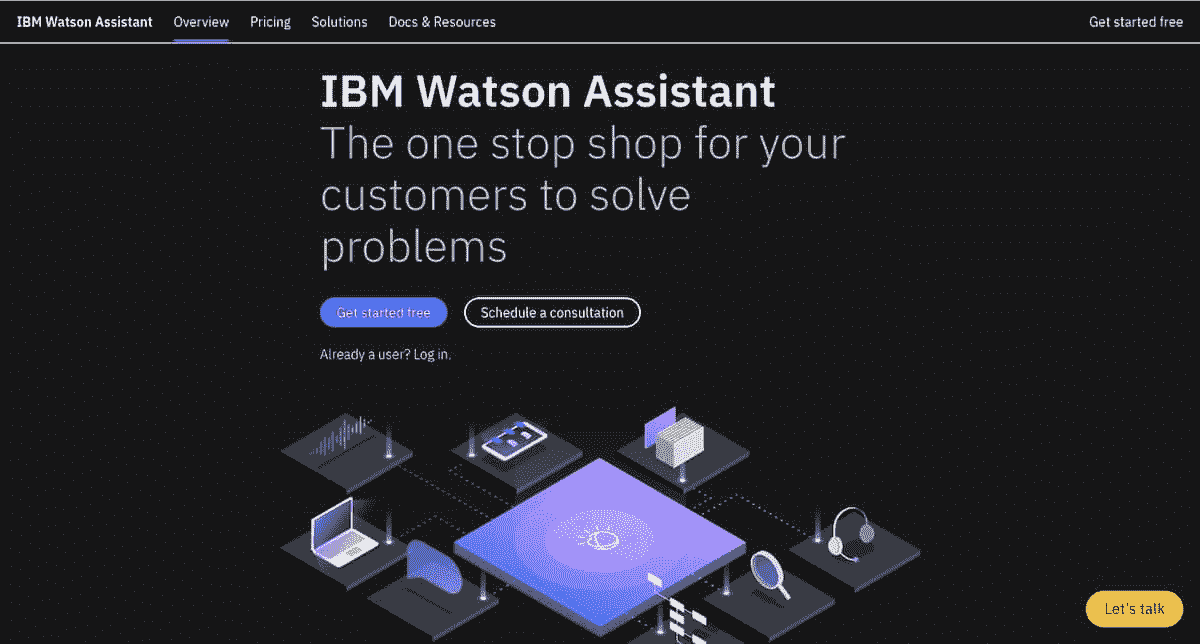 IBM Watson Assistant Overview Pricing Solutions Docs & Resources Get started free
IBM Watson Assistant
The one stop shop for your
customers to solve
problems
Get started free Schedule a consultation
Already a user? Log in.
Let's talk